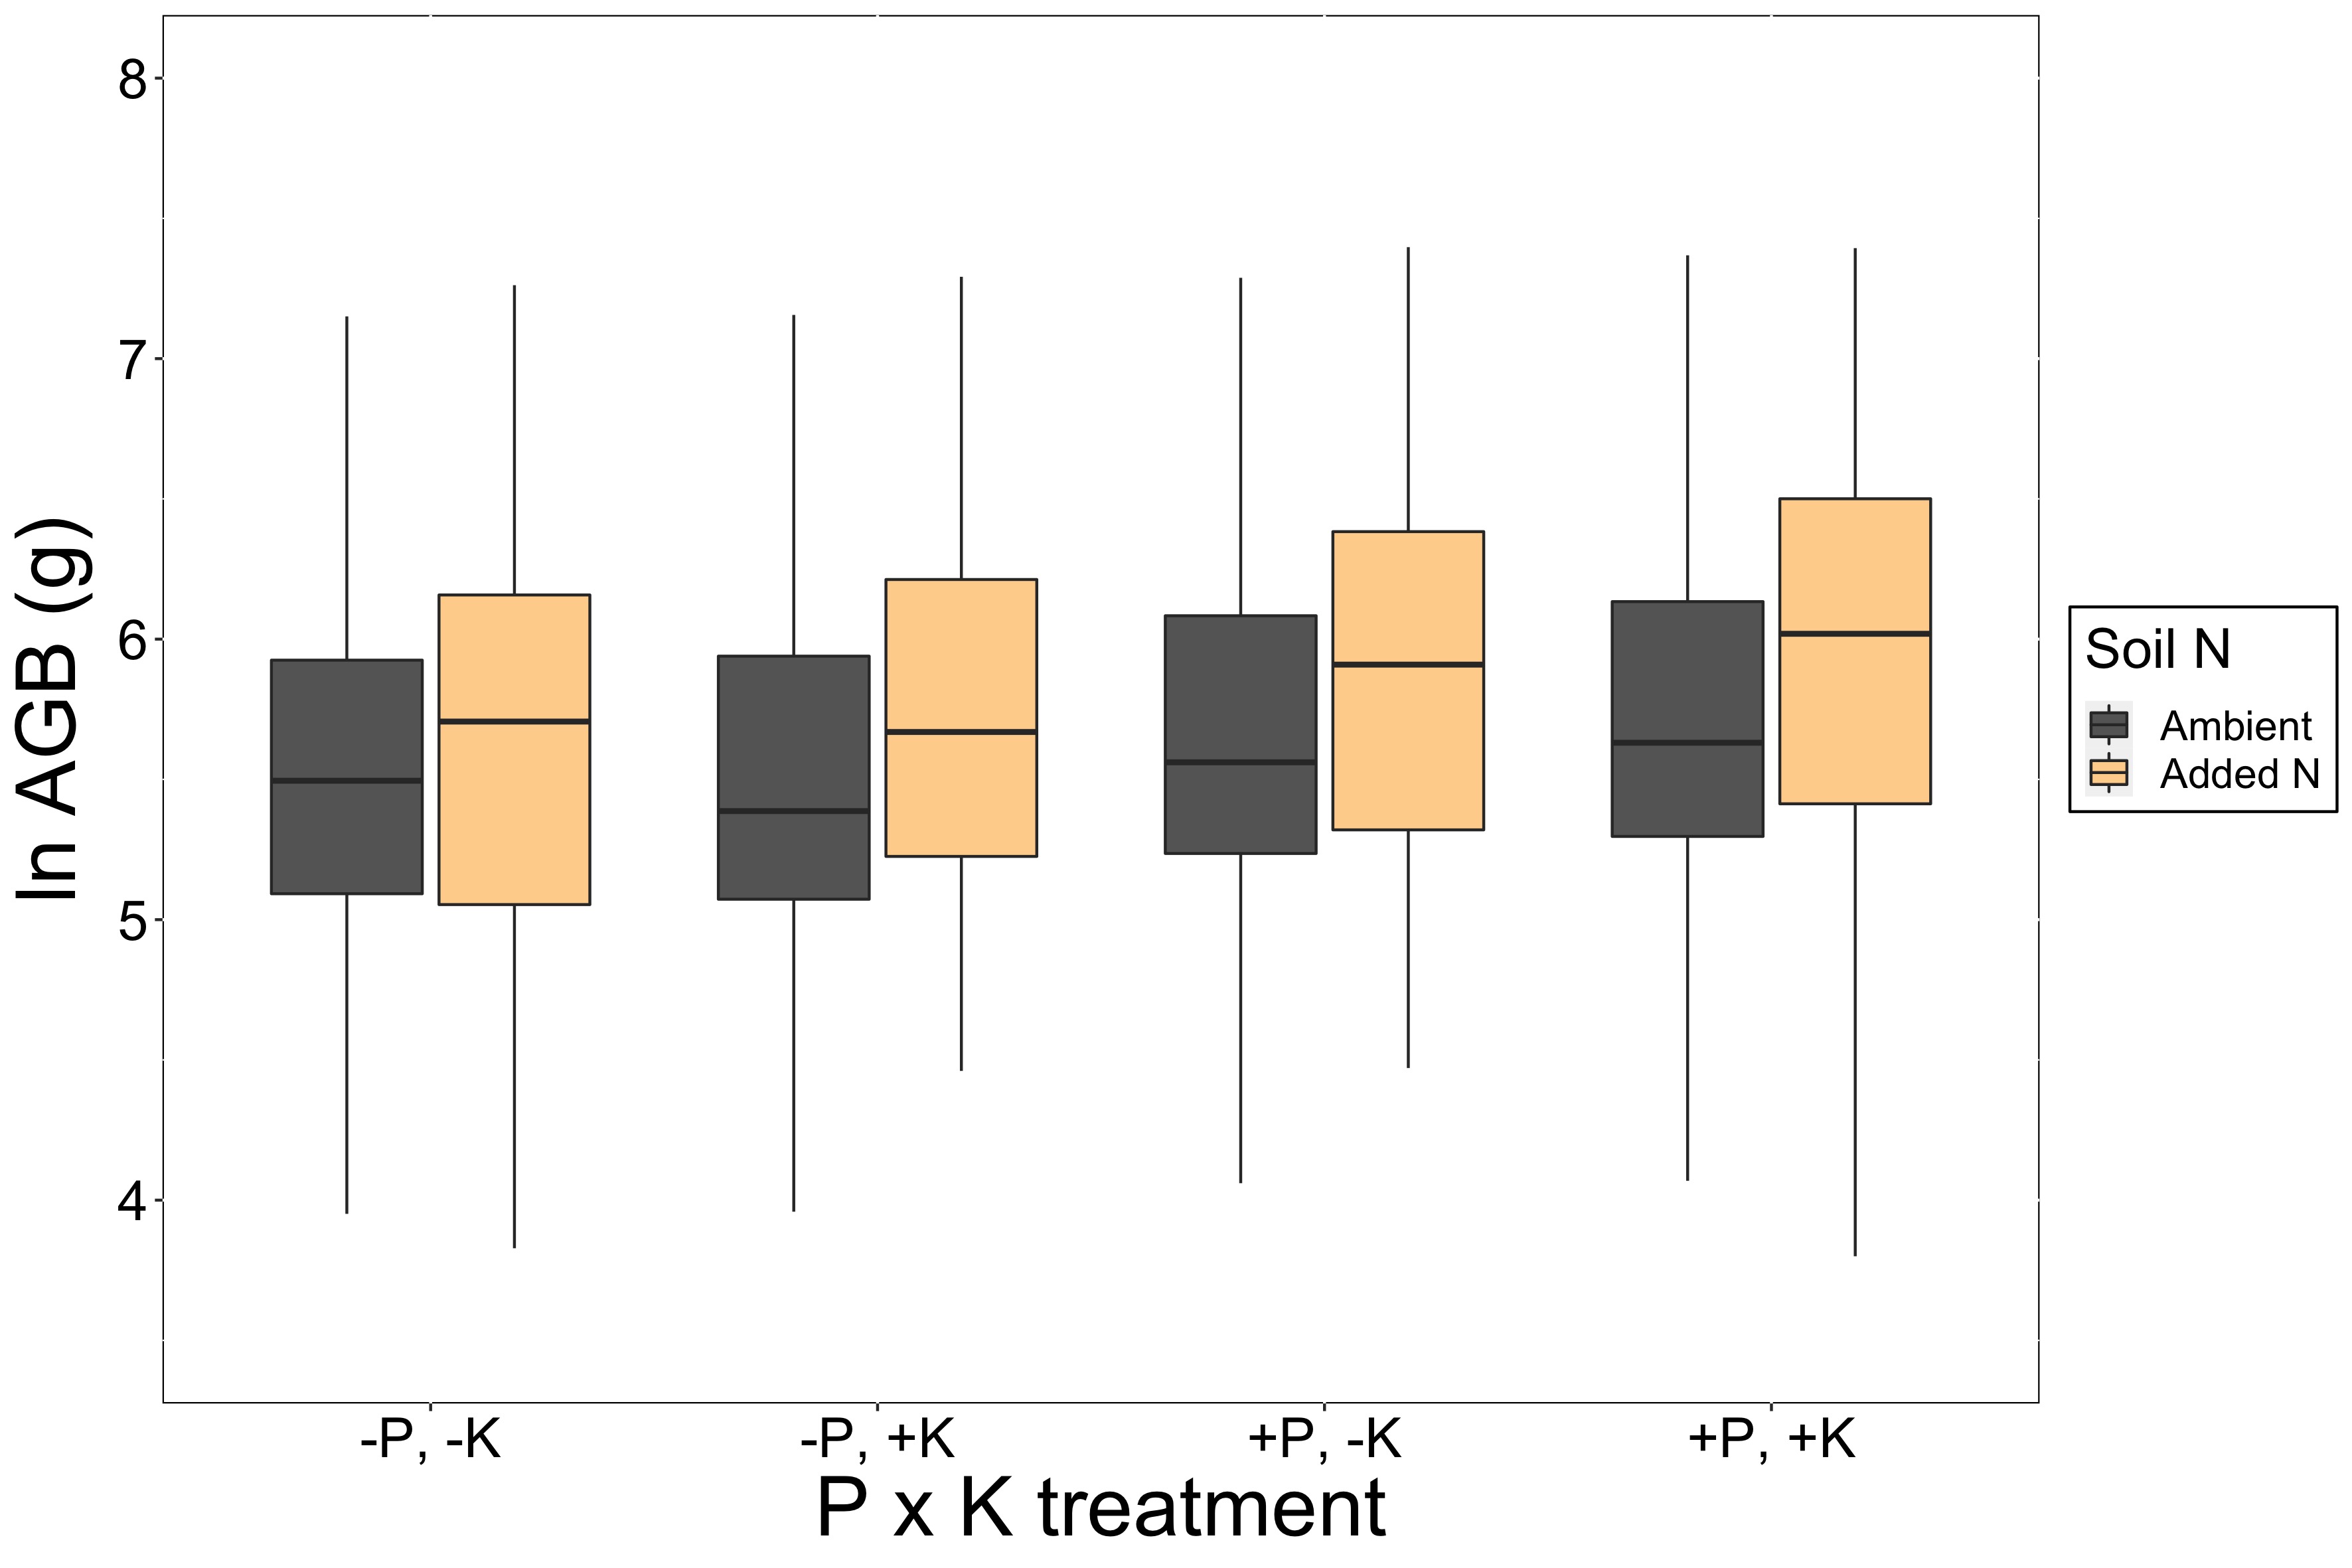 8
7
6
5
4
ln AGB (g)
-P, -K
-P, +K
+P, -K
+P, +K
P x K treatment
Soil N
Ambient
Added N